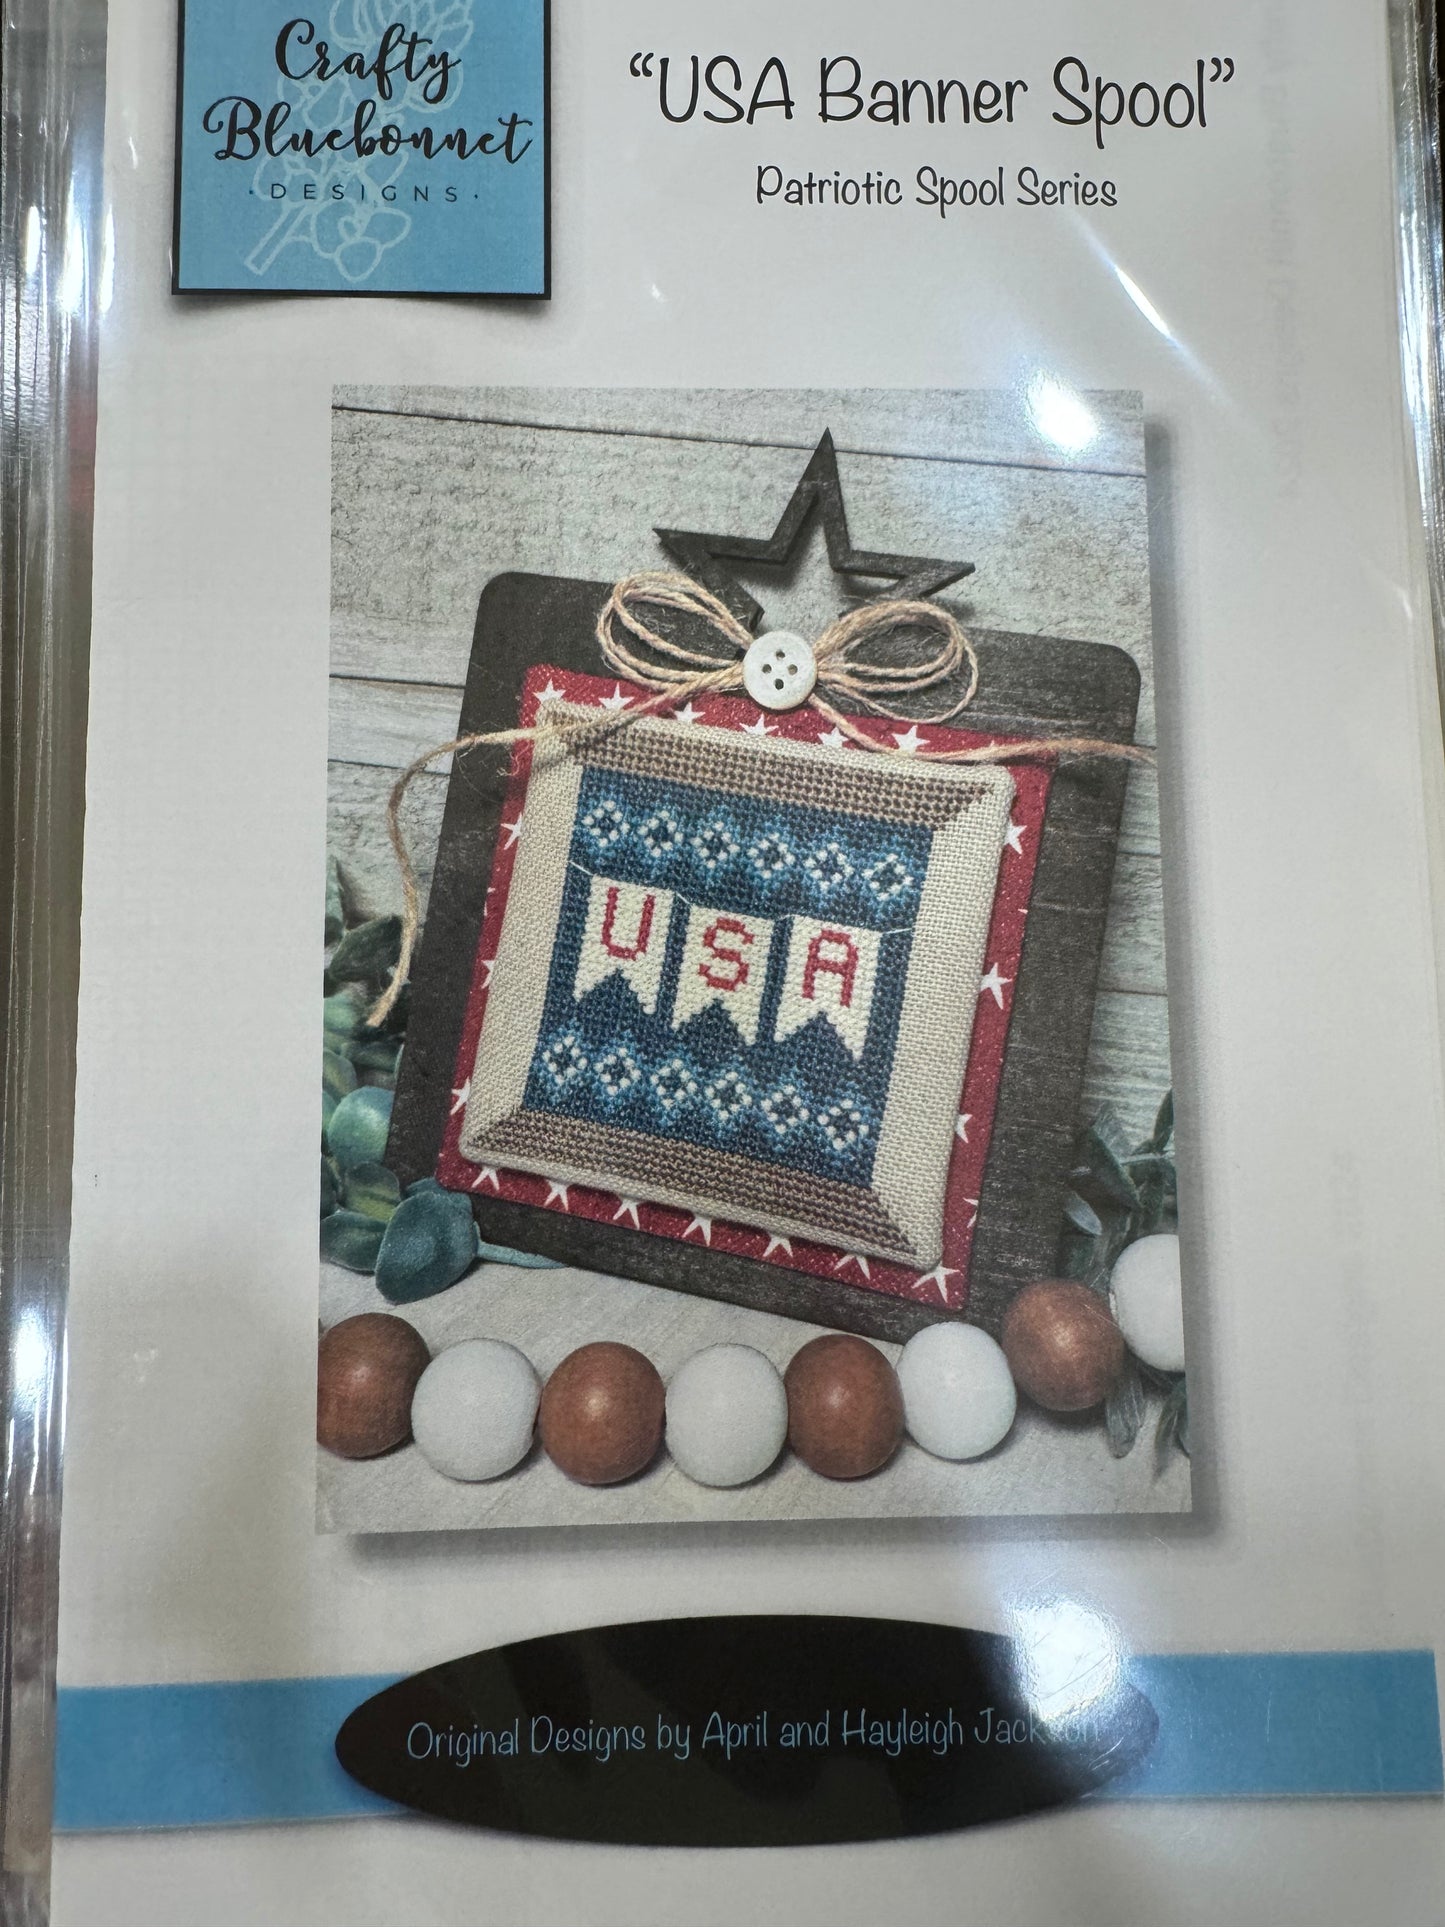 Crafty
Bluebonnet
· DESIGNS ·
“USA Banner Spool”
Patriotic Spool Series
USA
Original Designs by April and Hayleigh Jackson